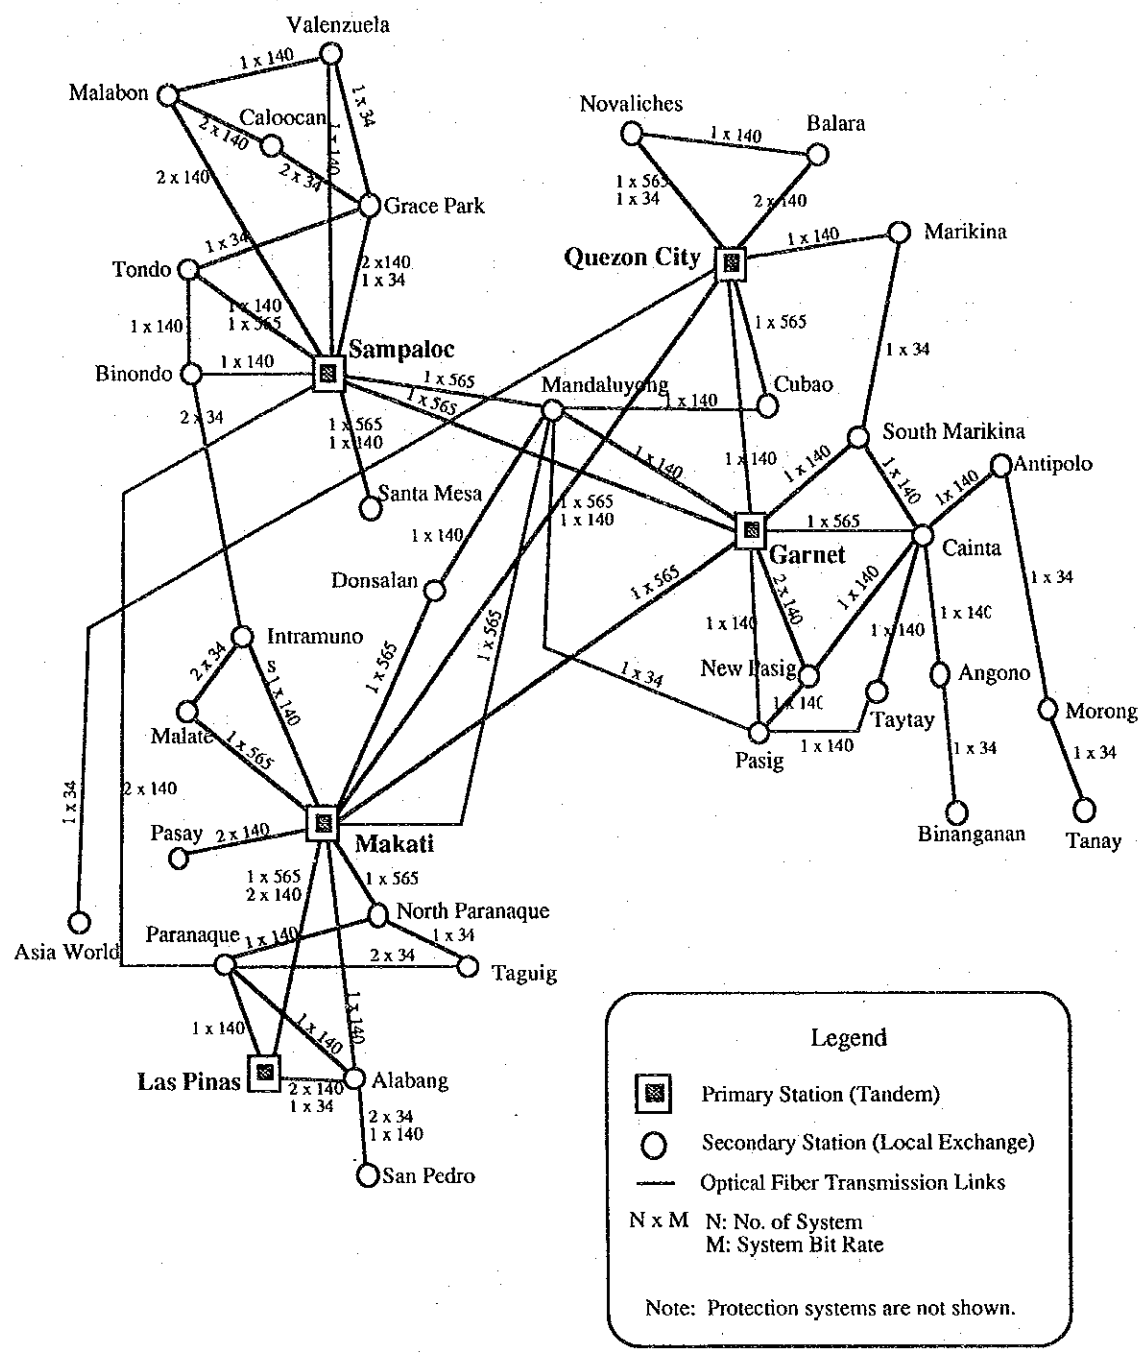 Valenzuela
1 x 140
Malabon
1 x 34
Caloocan
2 x 140
1 x 140
2 x 34
2 x 140
Grace Park
1 x 34
Tondo
2 x140
1 x 34
1 x 140
1 x 565
1 x 140
Sampaloc
Binondo
1 x 140
2 x 34
1 x 565
1 x 565
1 x 565
1 x 140
Santa Mesa
Novaliches
Balara
1 x 140
1 x 565
1 x 34
2 x 140
Marikina
1 x 140
Quezon City
1 x 565
1 x 34
Mandaluyong
Cubao
1 x 140
South Marikina
1 x 140
1 x 140
1 x 140
1 x 140
Antipolo
1x 140
1 x 565
1 x 140
1 x 565
Garnet
Cainta
1 x 140
Donsalan
1 x 565
2 x 140
1 x 140
1 x 34
1 x 140
1 x 140
1 x 140
Intramuno
s
1 x 140
2 x 34
1 x 565
1 x 565
1 x 34
New Pasig
1 x 140
Angono
Taytay
Morong
Malate
1 x 565
Pasig
1 x 140
1 x 34
1 x 34
1 x 34
2 x 140
Pasay
2 x 140
Makati
Binanganan
Tanay
1 x 565
2 x 140
1 x 565
North Paranaque
Asia World
Paranaque
1 x 140
1 x 34
2 x 34
Taguig
1 x 140
1 x 140
1 x 140
Las Pinas
Alabang
2 x 140
1 x 34
2 x 34
1 x 140
San Pedro
Legend
Primary Station (Tandem)
Secondary Station (Local Exchange)
Optical Fiber Transmission Links
N x M N: No. of System
M: System Bit Rate
Note: Protection systems are not shown.